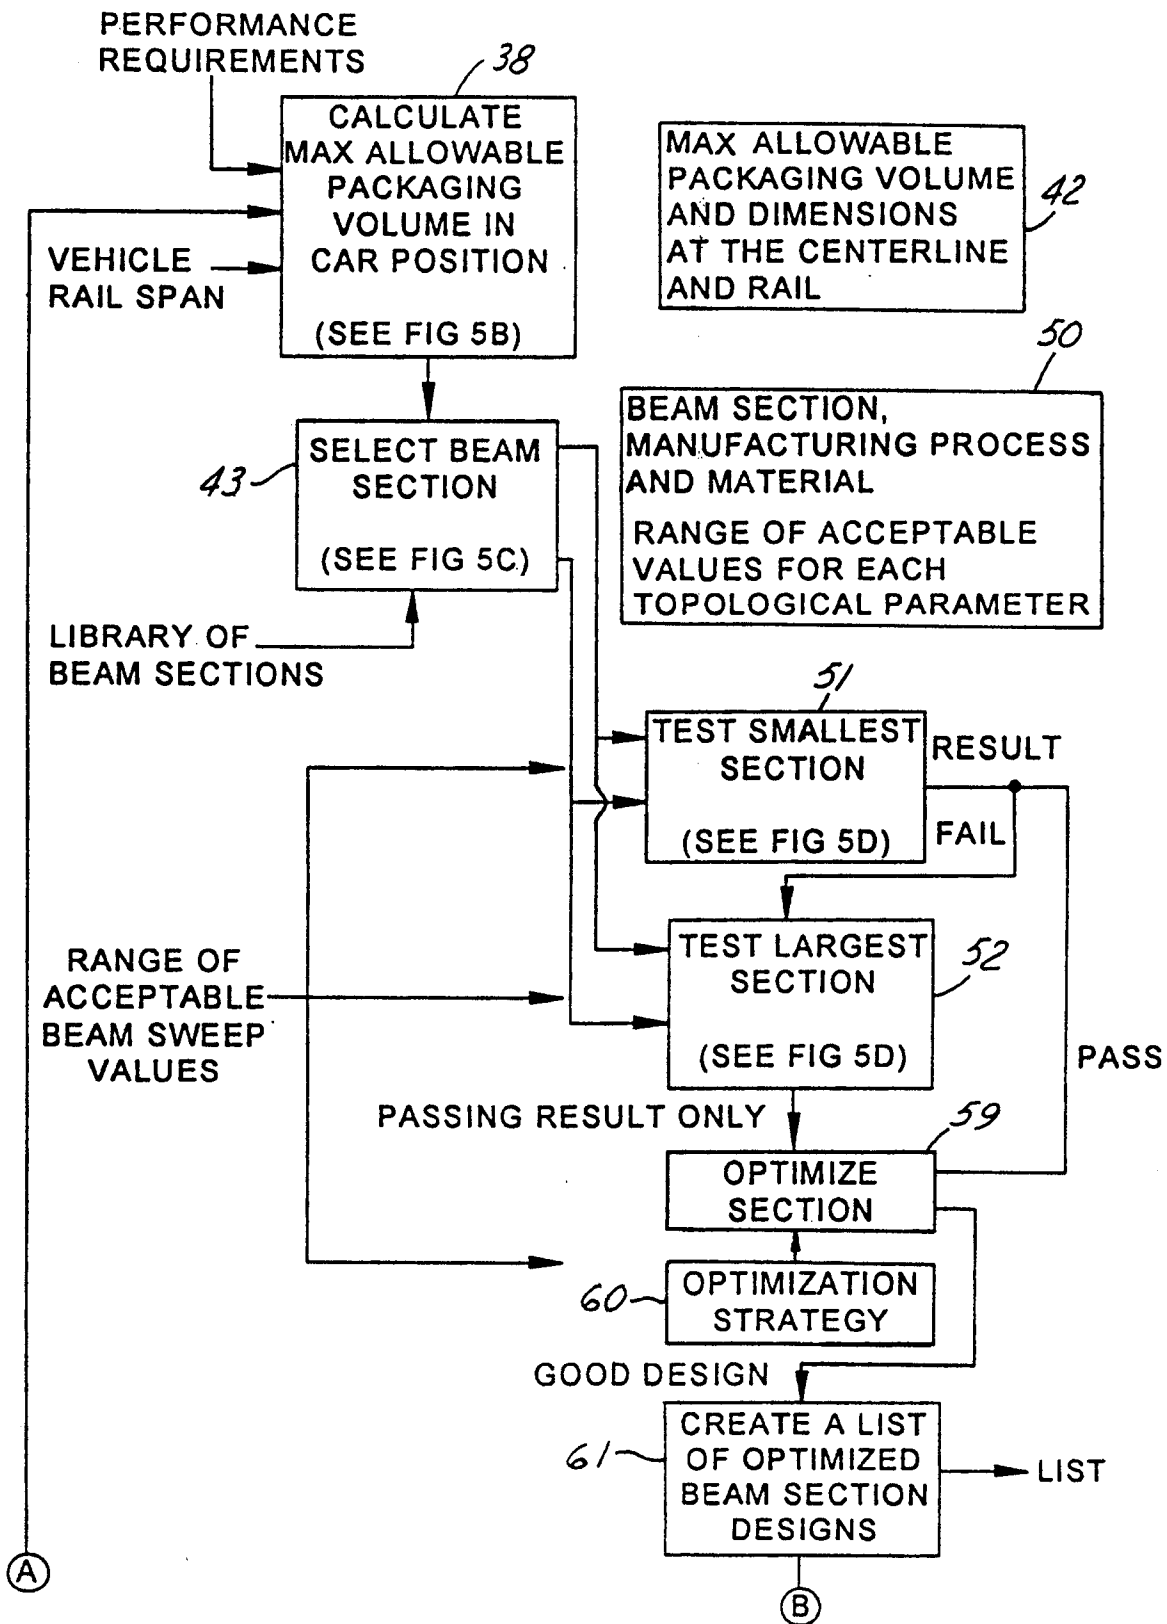 PERFORMANCE
REQUIREMENTS
38
CALCULATE
MAX ALLOWABLE
PACKAGING
VOLUME IN
CAR POSITION
(SEE FIG 5B)
VEHICLE
RAIL SPAN
MAX ALLOWABLE
PACKAGING VOLUME
AND DIMENSIONS
AT THE CENTERLINE
AND RAIL
42
50
BEAM SECTION,
MANUFACTURING PROCESS
AND MATERIAL
RANGE OF ACCEPTABLE
VALUES FOR EACH
TOPOLOGICAL PARAMETER
43
SELECT BEAM
SECTION
(SEE FIG 5C)
LIBRARY OF
BEAM SECTIONS
51
TEST SMALLEST
SECTION
(SEE FIG 5D)
RESULT
FAIL
RANGE OF
ACCEPTABLE
BEAM SWEEP
VALUES
TEST LARGEST
SECTION
(SEE FIG 5D)
52
PASS
PASSING RESULT ONLY
59
OPTIMIZE
SECTION
60
OPTIMIZATION
STRATEGY
GOOD DESIGN
61
CREATE A LIST
OF OPTIMIZED
BEAM SECTION
DESIGNS
LIST
A
B